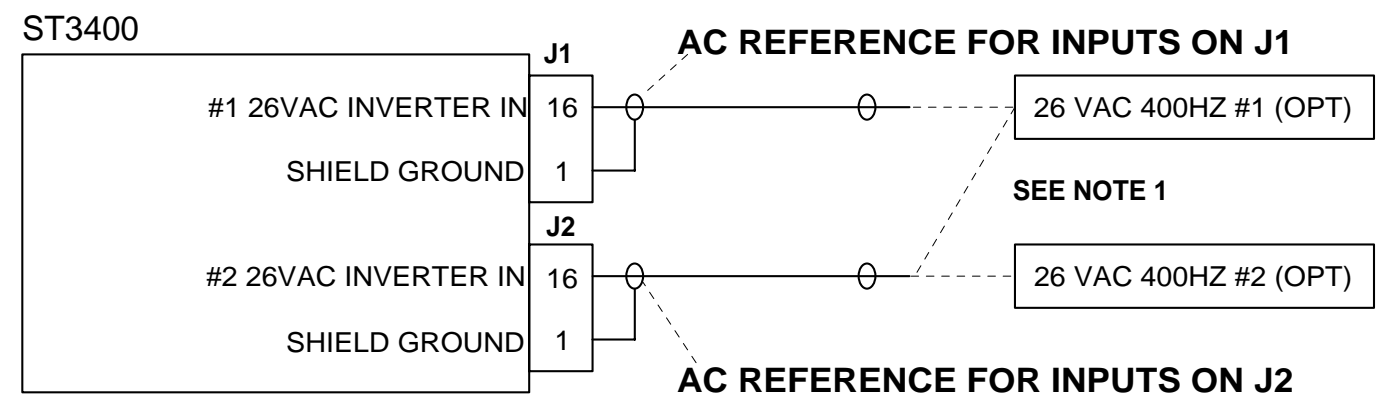 ST3400
J1
AC REFERENCE FOR INPUTS ON J1
#1 26VAC INVERTER IN 16
26 VAC 400HZ #1 (OPT)
SHIELD GROUND 1
SEE NOTE 1
J2
#2 26VAC INVERTER IN 16
26 VAC 400HZ #2 (OPT)
SHIELD GROUND 1
AC REFERENCE FOR INPUTS ON J2